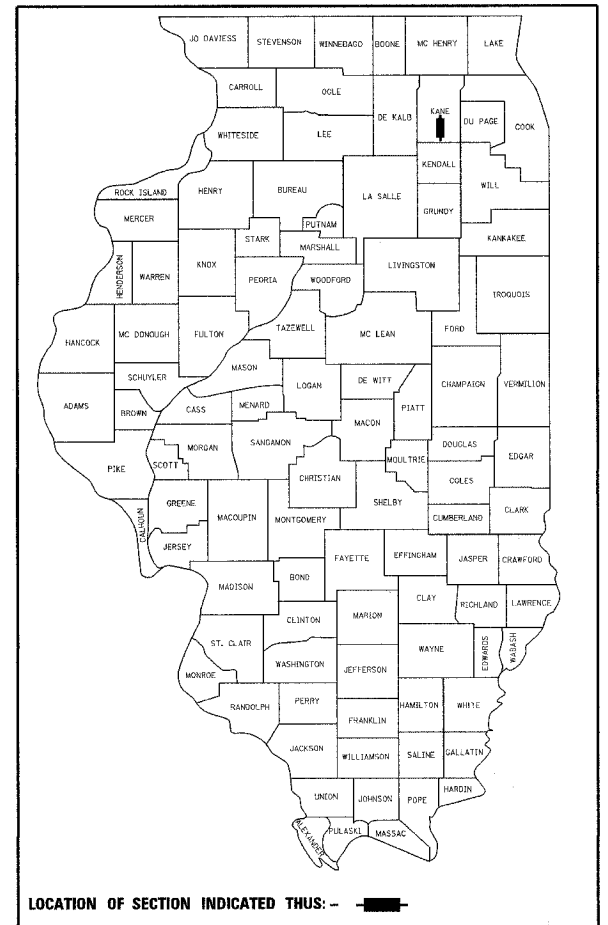 JO DAVIESS STEVENSON WINNEBAGO BOONE MC HENRY LAKE
CARROLL OGLE
DE KALB KANE DU PAGE COOK
WHITESIDE LEE
KENDALL
ROCK ISLAND HENRY BUREAU LA SALLE WILL
MERCER PUTNAM GRUNDY
STARK MARSHALL KANKAKEE
HENDERSON WARREN KNOX PEORIA WOODFORD LIVINGSTON
IROQUOIS
HANCOCK MC DONOUGH FULTON TAZEWELL MC LEAN FORD
SCHUYLER MASON LOGAN DE WITT CHAMPAIGN VERMILION
ADAMS BROWN CASS MENARD PIATT
MACON
PIKE SCOTT MORGAN SANGAMON MOULTRIE DOUGLAS EDGAR
CHRISTIAN COLES
CALHOUN GREENE MACOUPIN MONTGOMERY SHELBY CUMBERLAND CLARK
JERSEY FAYETTE EFFINGHAM JASPER CRAWFORD
MADISON BOND
CLAY RICHLAND LAWRENCE
CLINTON MARION
ST. CLAIR WAYNE EDWARDS WABASH
WASHINGTON JEFFERSON
MONROE
RANDOLPH PERRY HAMILTON WHITE
FRANKLIN
JACKSON WILLIAMSON SALINE GALLATIN
HARDIN
UNION JOHNSON POPE
ALEXANDER PULASKI MASSAC
LOCATION OF SECTION INDICATED THUS: -